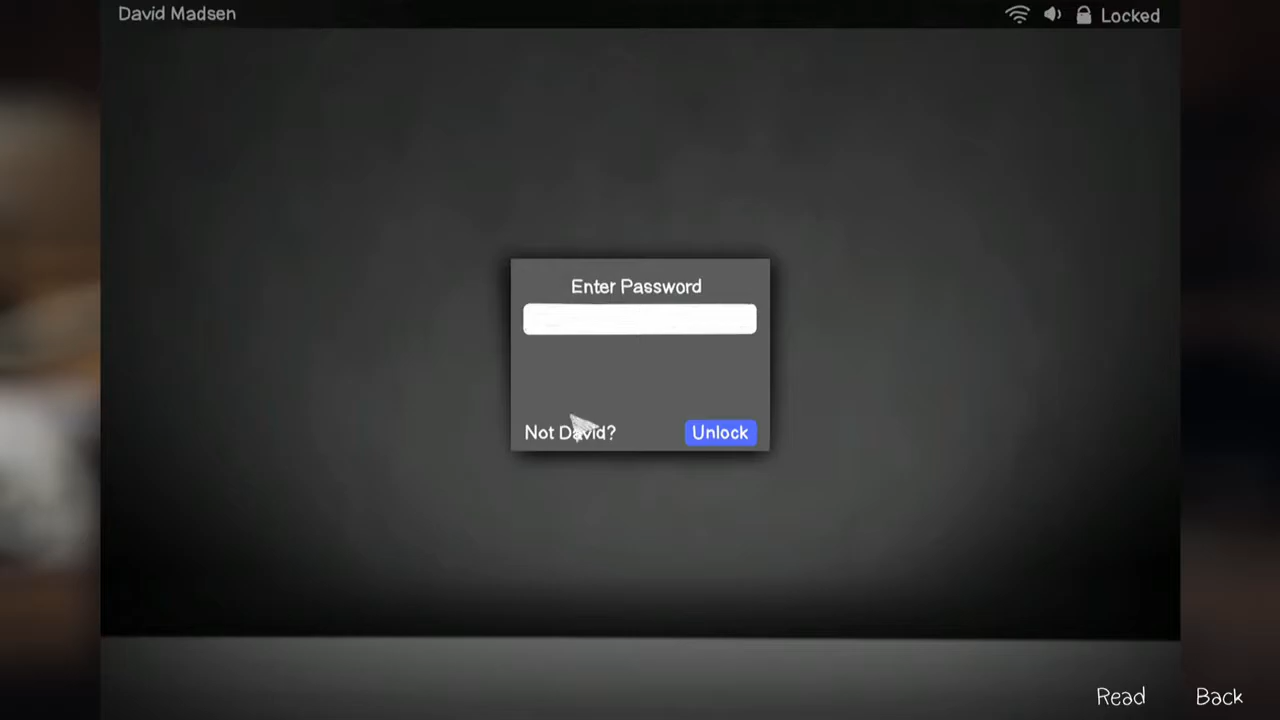 David Madsen
Locked
Enter Password
Not David?
Unlock
Read
Back